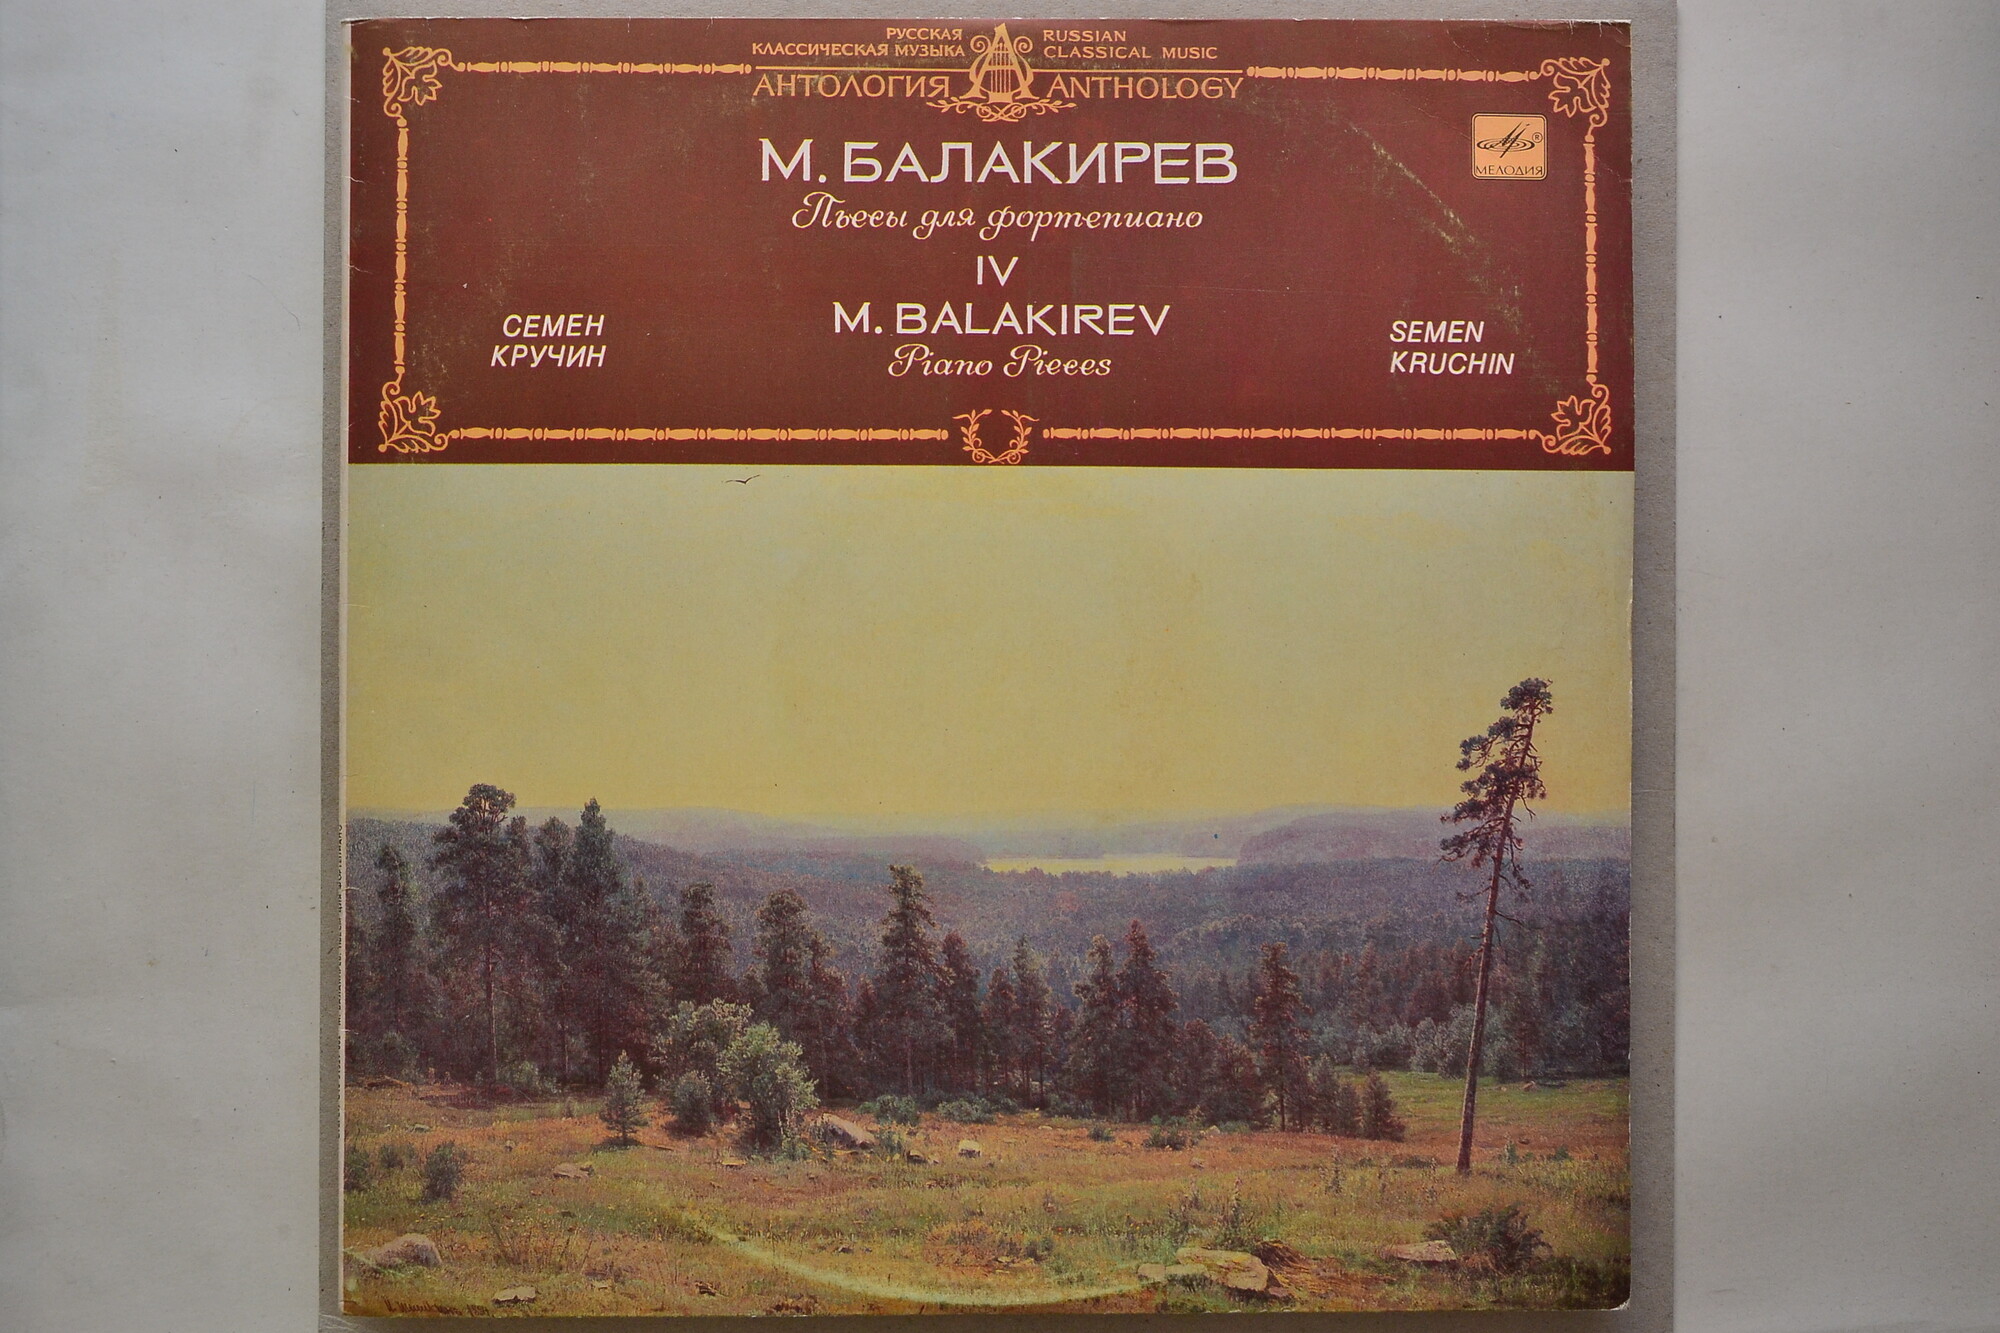 РУССКАЯ
КЛАССИЧЕСКАЯ МУЗЫКА
АНТОЛОГИЯ
RUSSIAN
CLASSICAL MUSIC
ANTHOLOGY
М. БАЛАКИРЕВ
Пьесы для фортепиано
IV
M. BALAKIREV
Piano Pieces
СЕМЕН
КРУЧИН
SEMEN
KRUCHIN
МЕЛОДИЯ